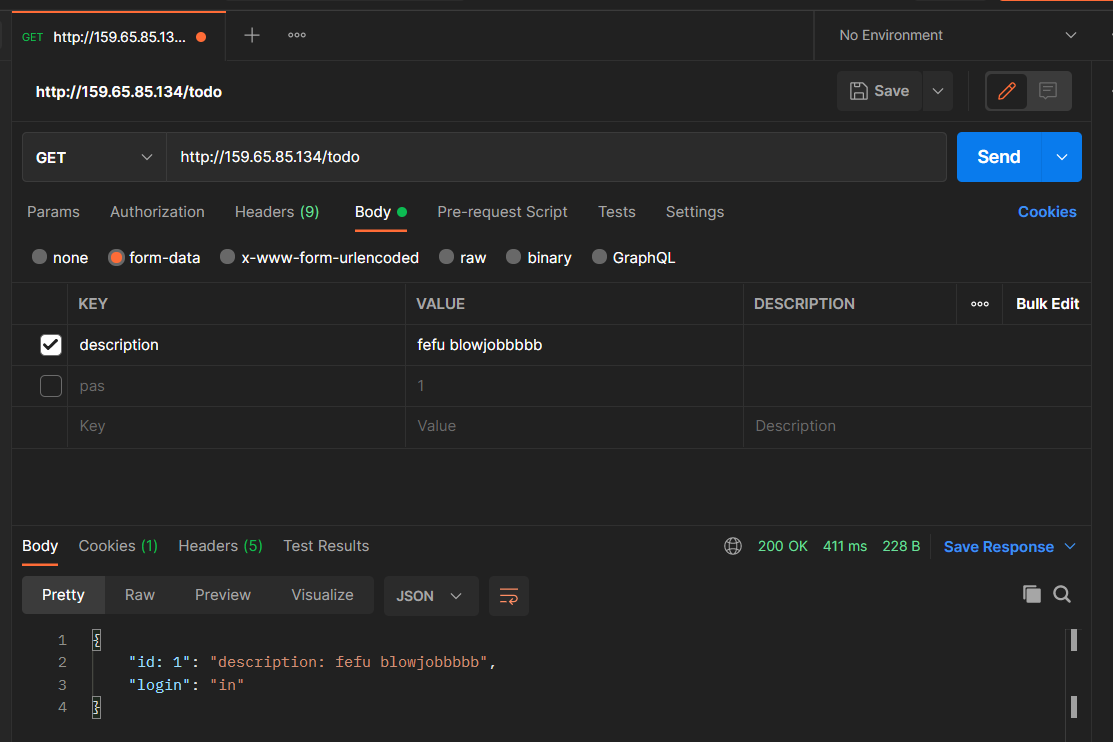 GET http://159.65.85.13... No Environment
http://159.65.85.134/todo Save
GET http://159.65.85.134/todo Send
Params Authorization Headers (9) Body Pre-request Script Tests Settings Cookies
none form-data x-www-form-urlencoded raw binary GraphQL
KEY VALUE DESCRIPTION Bulk Edit
description fefu blowjobbbbb
pas 1
Key Value Description
Body Cookies (1) Headers (5) Test Results 200 OK 411 ms 228 B Save Response
Pretty Raw Preview Visualize JSON
1 {
2 "id: 1": "description: fefu blowjobbbbb",
3 "login": "in"
4 }